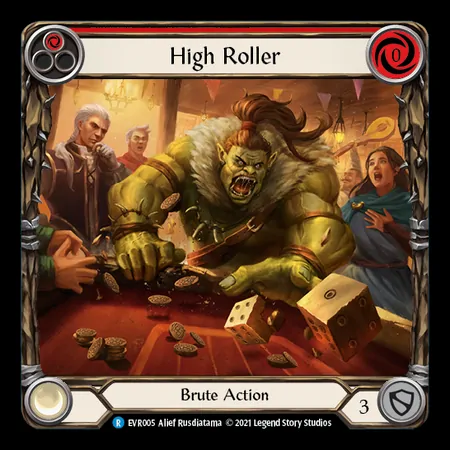 High Roller
0
Brute Action
3
R EVR005 Alief Rusdiatama © 2021 Legend Story Studios